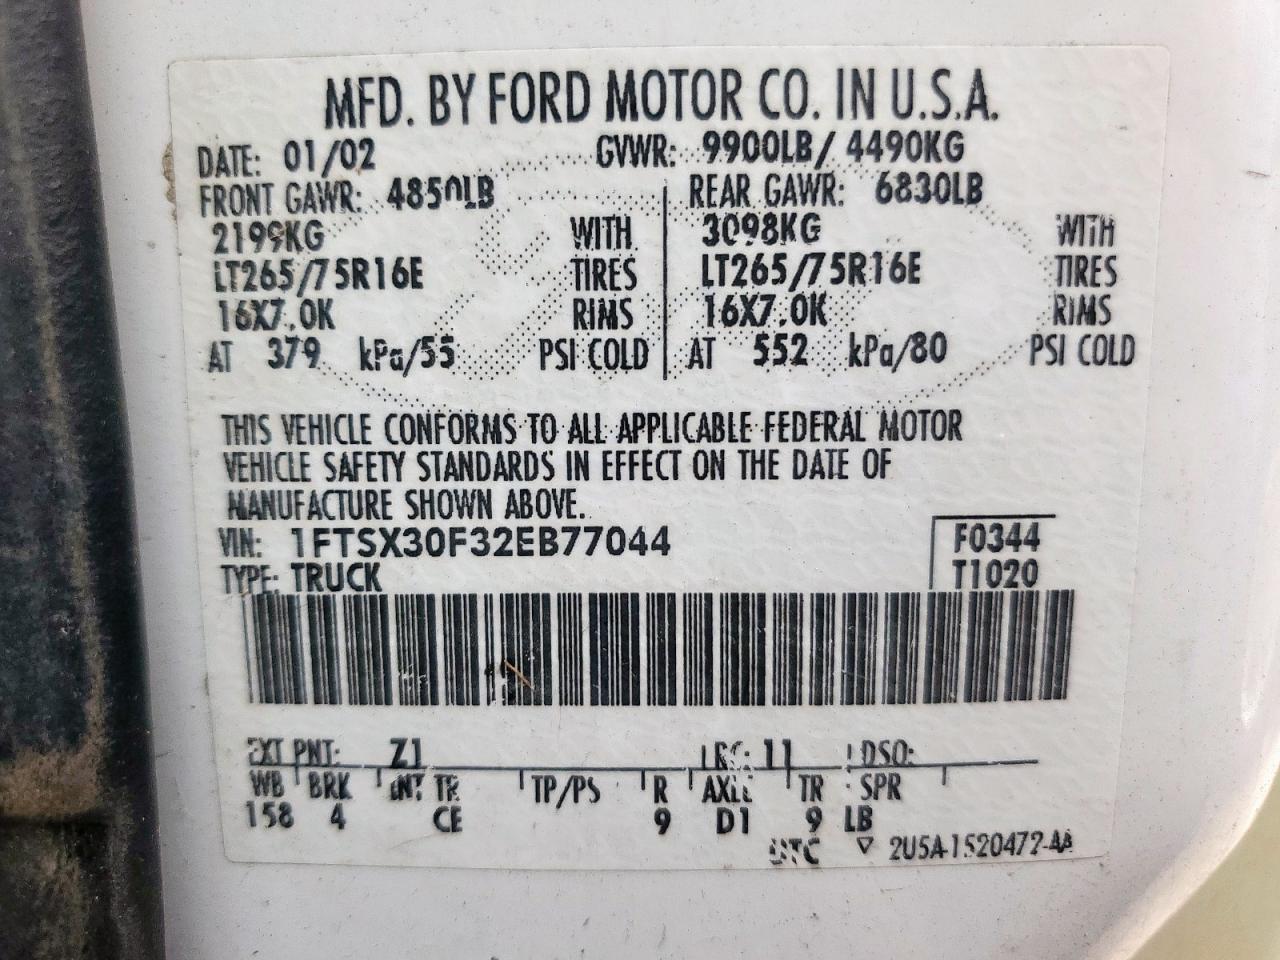 MFD. BY FORD MOTOR CO. IN U.S.A.
DATE: 01/02 GVWR: 9900LB/ 4490KG
FRONT GAWR: 4850LB REAR GAWR: 6830LB
2199KG WITH 3098KG WITH
LT265/75R16E TIRES LT265/75R16E TIRES
16X7.0K RIMS 16X7.0K RIMS
AT 379 kPa/55 PSI COLD AT 552 kPa/80 PSI COLD
THIS VEHICLE CONFORMS TO ALL APPLICABLE FEDERAL MOTOR
VEHICLE SAFETY STANDARDS IN EFFECT ON THE DATE OF
MANUFACTURE SHOWN ABOVE.
VIN: 1FTSX30F32EB77044 F0344
TYPE: TRUCK T1020
EXT PNT: Z1 RC: 11 DSO:
WB BRK INT TR TP/PS R AXLE TR SPR
158 4 CE 9 D1 9 LB
UTC ▽ 2U5A-1520472-AA